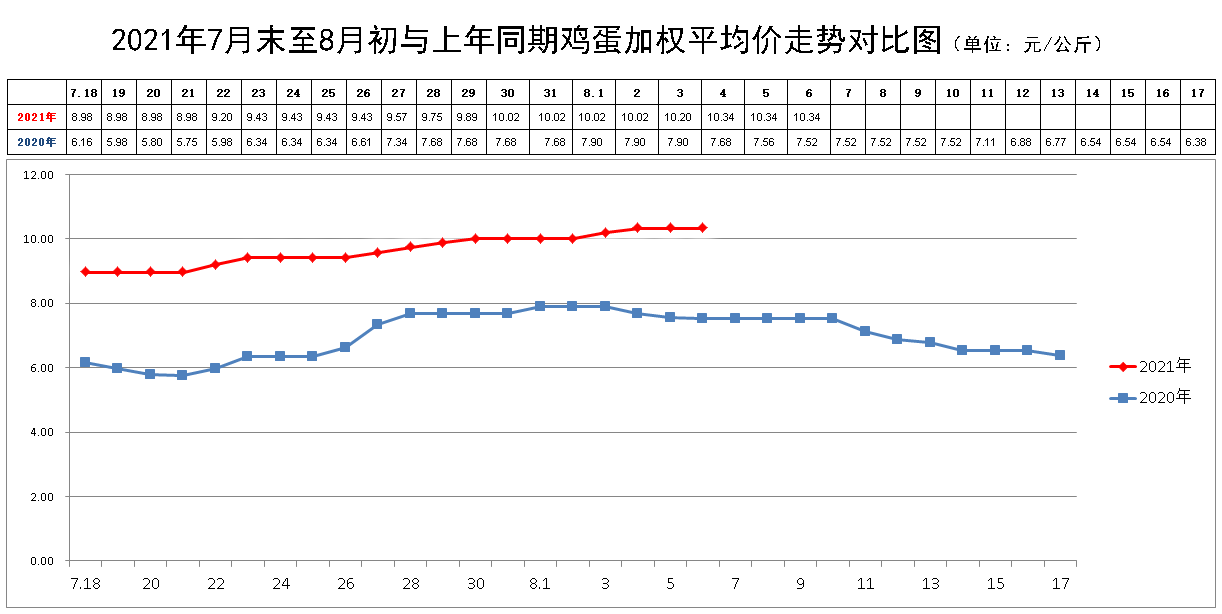 2021年7月末至8月初与上年同期鸡蛋加权平均价走势对比图（单位：元/公斤）
7.18 19 20 21 22 23 24 25 26 27 28 29 30 31 8.1 2 3 4 5 6 7 8 9 10 11 12 13 14 15 16 17
2021年 8.98 8.98 8.98 8.98 9.20 9.43 9.43 9.43 9.43 9.57 9.75 9.89 10.02 10.02 10.02 10.02 10.20 10.34 10.34 10.34
2020年 6.16 5.98 5.80 5.75 5.98 6.34 6.34 6.34 6.61 7.34 7.68 7.68 7.68 7.68 7.90 7.90 7.90 7.68 7.56 7.52 7.52 7.52 7.52 7.52 7.11 6.88 6.77 6.54 6.54 6.54 6.38
12.00
10.00
8.00
6.00
4.00
2.00
0.00
7.18 20 22 24 26 28 30 8.1 3 5 7 9 11 13 15 17
2021年
2020年